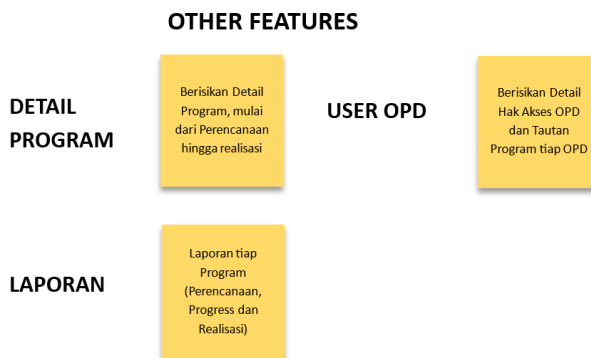 OTHER FEATURES
DETAIL
PROGRAM
Berisikan Detail
Program, mulai
dari Perencanaan
hingga realisasi
USER OPD
Berisikan Detail
Hak Akses OPD
dan Tautan
Program tiap OPD
LAPORAN
Laporan tiap
Program
(Perencanaan,
Progress dan
Realisasi)